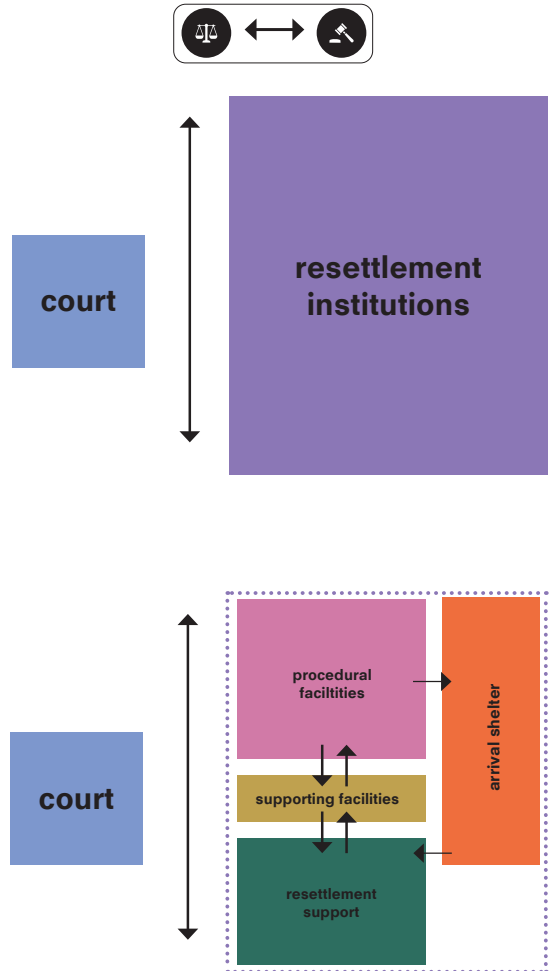 court
resettlement
institutions
procedural
faciltities
arrival shelter
court
supporting facilities
resettlement
support